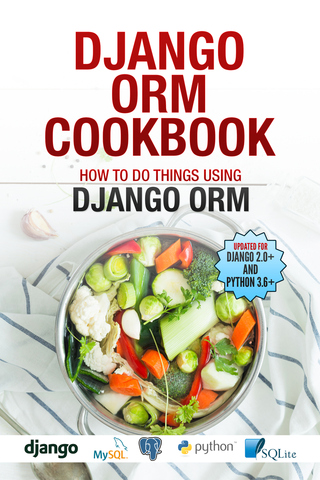 DJANGO
ORM
COOKBOOK
HOW TO DO THINGS USING
DJANGO ORM
UPDATED FOR
DJANGO 2.0+
AND
PYTHON 3.6+
django
MySQL
python
SQLite